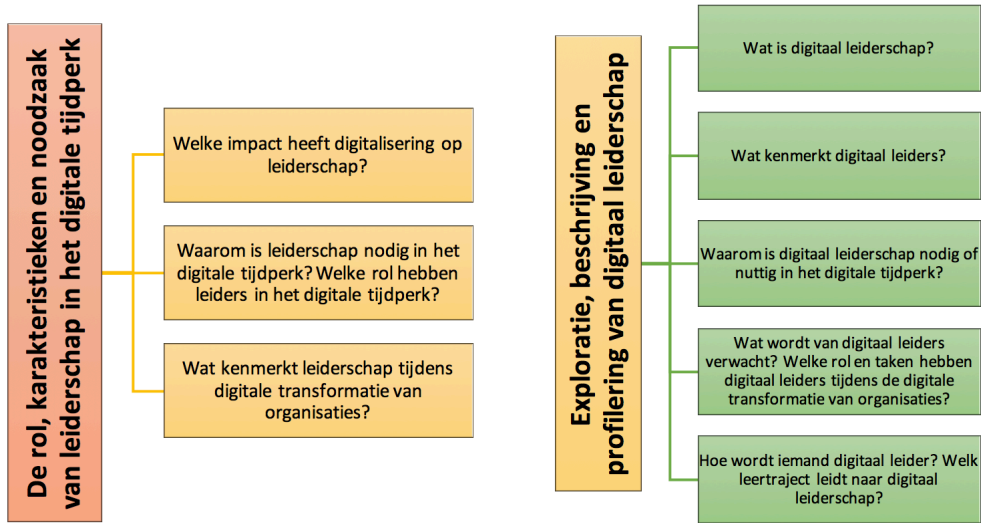 De rol, karakteristieken en noodzaak
van leiderschap in het digitale tijdperk
Welke impact heeft digitalisering op
leiderschap?
Waarom is leiderschap nodig in het
digitale tijdperk? Welke rol hebben
leiders in het digitale tijdperk?
Wat kenmerkt leiderschap tijdens
digitale transformatie van
organisaties?
Exploratie, beschrijving en
profilering van digitaal leiderschap
Wat is digitaal leiderschap?
Wat kenmerkt digitaal leiders?
Waarom is digitaal leiderschap nodig of
nuttig in het digitale tijdperk?
Wat wordt van digitaal leiders
verwacht? Welke rol en taken hebben
digitaal leiders tijdens de digitale
transformatie van organisaties?
Hoe wordt iemand digitaal leider? Welk
leertraject leidt naar digitaal
leiderschap?